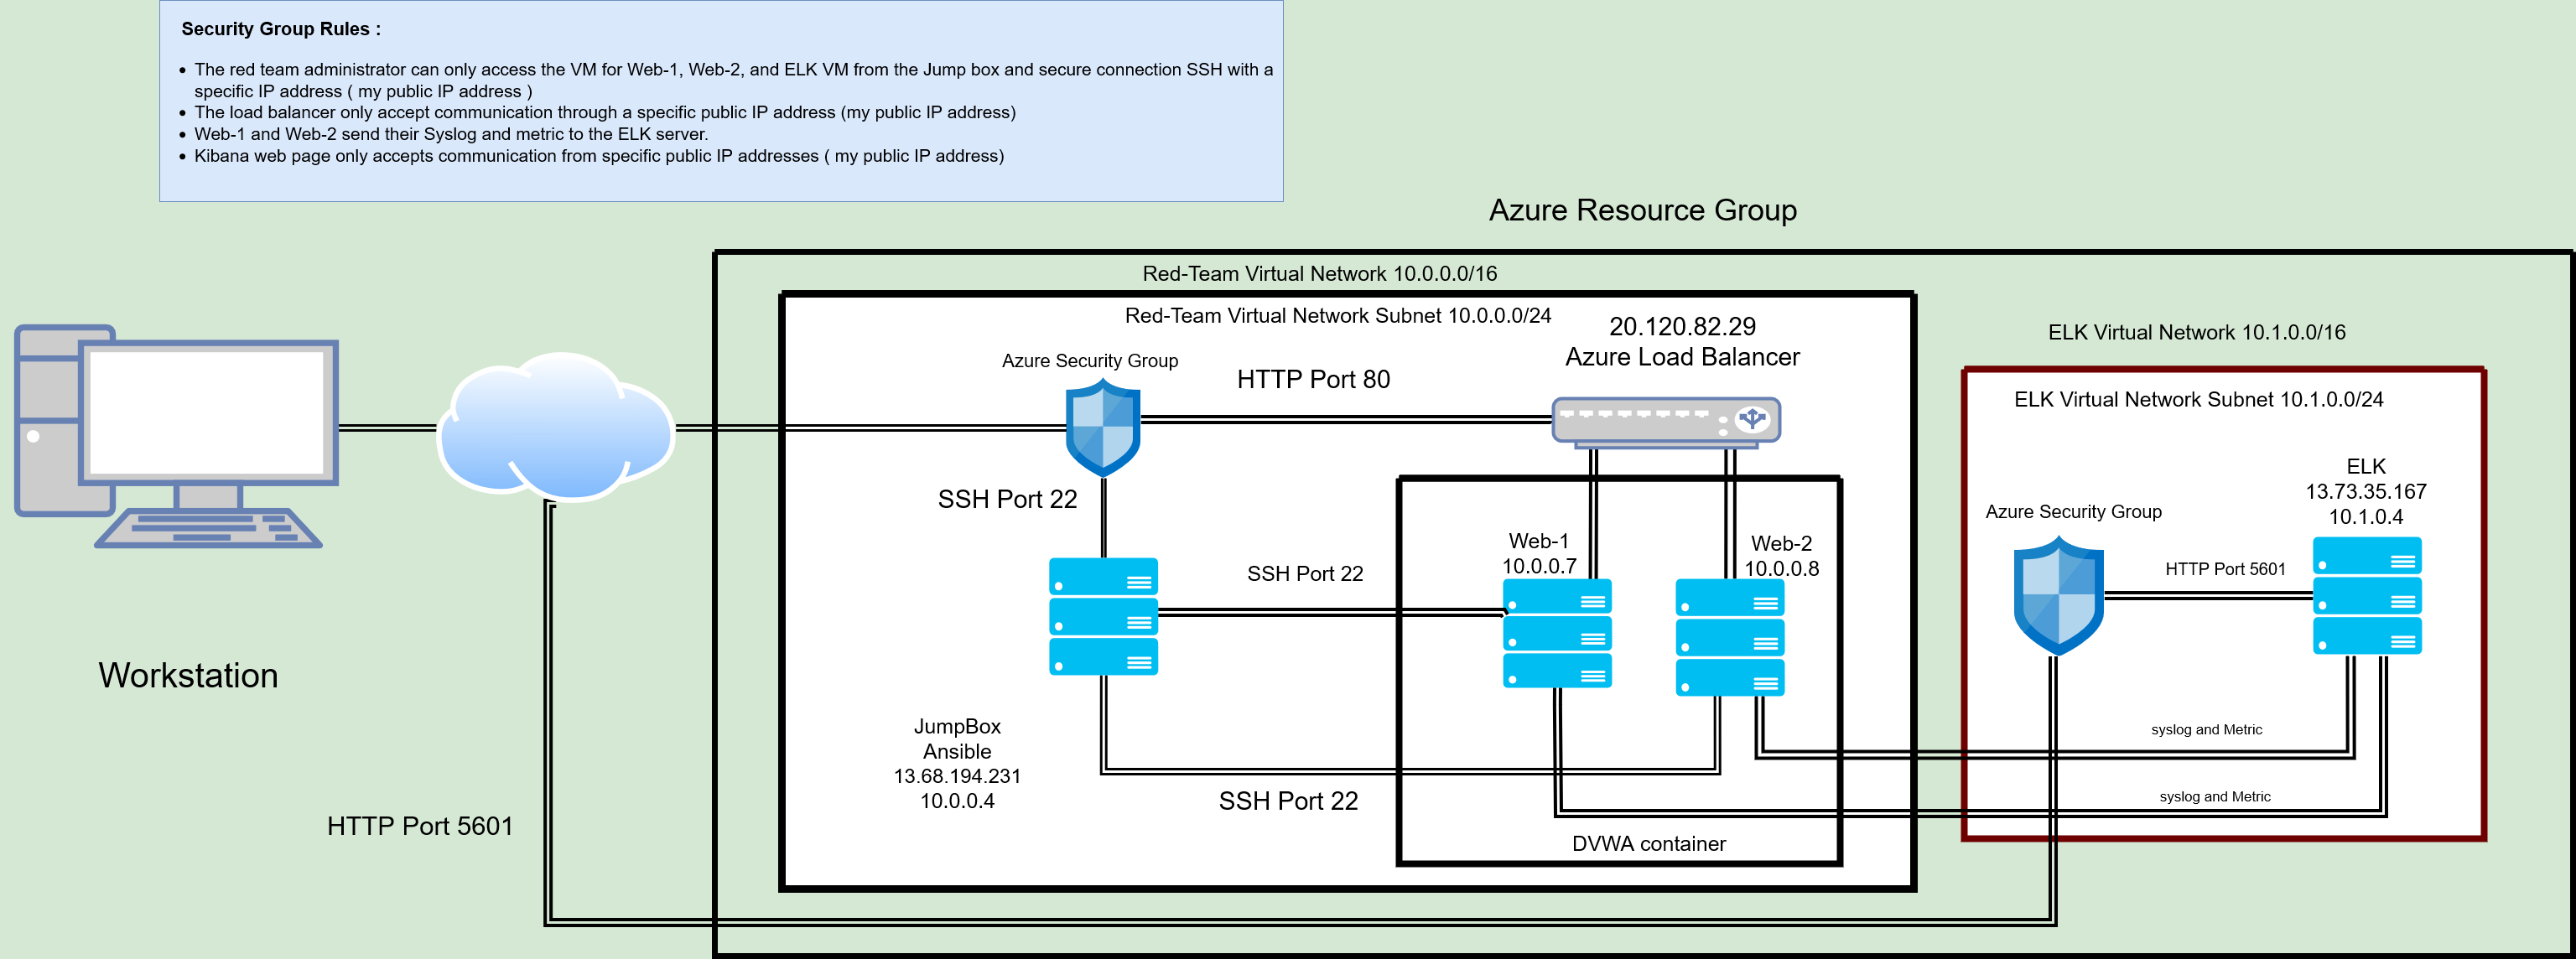 Security Group Rules :
The red team administrator can only access the VM for Web-1, Web-2, and ELK VM from the Jump box and secure connection SSH with a
specific IP address ( my public IP address )
The load balancer only accept communication through a specific public IP address (my public IP address)
Web-1 and Web-2 send their Syslog and metric to the ELK server.
Kibana web page only accepts communication from specific public IP addresses ( my public IP address)
Azure Resource Group
Red-Team Virtual Network 10.0.0.0/16
Red-Team Virtual Network Subnet 10.0.0.0/24
20.120.82.29
Azure Load Balancer
Azure Security Group
HTTP Port 80
SSH Port 22
SSH Port 22
Web-1
10.0.0.7
Web-2
10.0.0.8
JumpBox
Ansible
13.68.194.231
10.0.0.4
SSH Port 22
DVWA container
ELK Virtual Network 10.1.0.0/16
ELK Virtual Network Subnet 10.1.0.0/24
ELK
13.73.35.167
10.1.0.4
Azure Security Group
HTTP Port 5601
syslog and Metric
syslog and Metric
Workstation
HTTP Port 5601